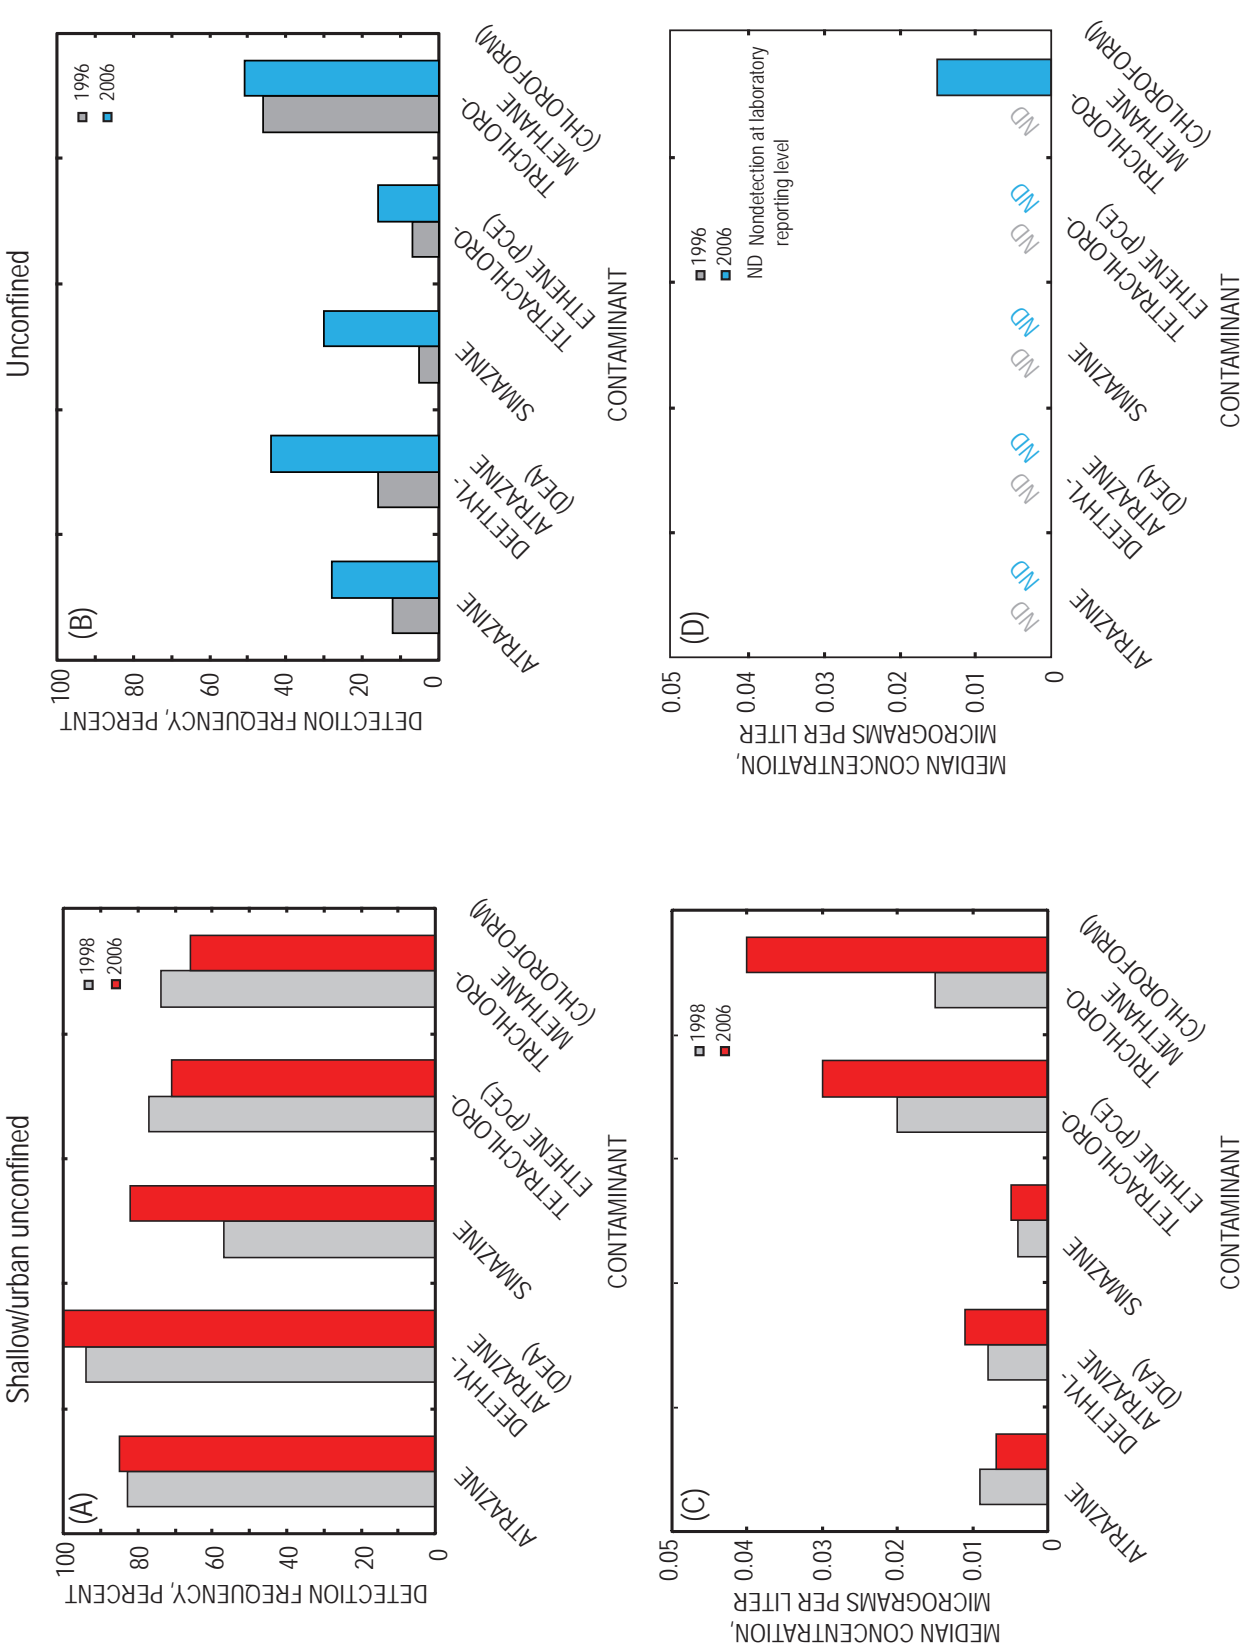 Shallow/urban unconfined
(A)
1998
2006
100
80
60
40
20
0
DETECTION FREQUENCY, PERCENT
ATRAZINE
DEETHYL-
ATRAZINE
(DEA)
SIMAZINE
TETRACHLORO-
ETHENE (PCE)
TRICHLORO-
METHANE
(CHLOROFORM)
CONTAMINANT
Unconfined
(B)
1996
2006
100
80
60
40
20
0
DETECTION FREQUENCY, PERCENT
ATRAZINE
DEETHYL-
ATRAZINE
(DEA)
SIMAZINE
TETRACHLORO-
ETHENE (PCE)
TRICHLORO-
METHANE
(CHLOROFORM)
CONTAMINANT
(C)
1998
2006
0.05
0.04
0.03
0.02
0.01
0
MEDIAN CONCENTRATION,
MICROGRAMS PER LITER
ATRAZINE
DEETHYL-
ATRAZINE
(DEA)
SIMAZINE
TETRACHLORO-
ETHENE (PCE)
TRICHLORO-
METHANE
(CHLOROFORM)
CONTAMINANT
(D)
1996
2006
ND Nondetection at laboratory
reporting level
0.05
0.04
0.03
0.02
0.01
0
MEDIAN CONCENTRATION,
MICROGRAMS PER LITER
ND ND ND ND ND ND ND ND ND
ATRAZINE
DEETHYL-
ATRAZINE
(DEA)
SIMAZINE
TETRACHLORO-
ETHENE (PCE)
TRICHLORO-
METHANE
(CHLOROFORM)
CONTAMINANT